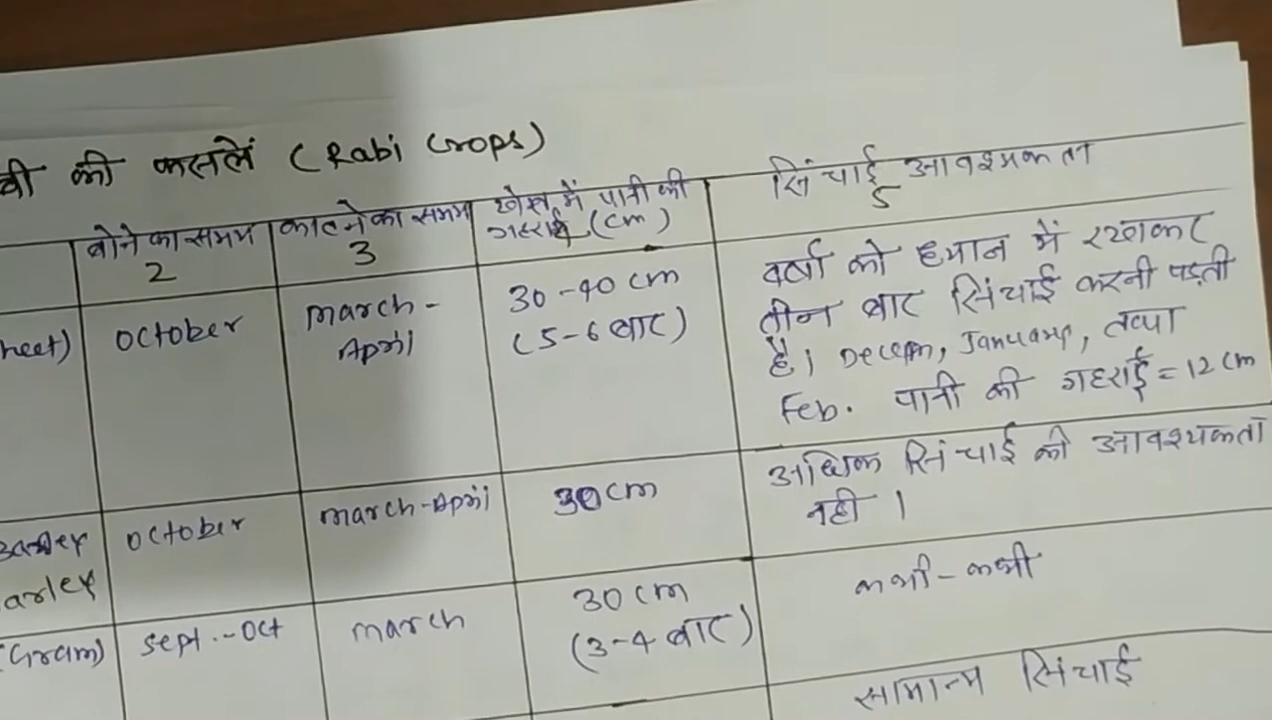 बी की फसलें (Rabi Crops)
बोने का समय
2
काटने का समय
3
खेत में पानी की
गहराई (cm)
सिंचाई आवश्यकता
5
heet)
October
March -
April
30-40 cm
(5-6 बार)
वर्षा को ध्यान में रखकर
तीन बार सिंचाई करनी पड़ती
है। Decem, January, तथा
Feb. पानी की गहराई = 12 cm
arley
October
March-April
30 cm
अधिक सिंचाई की आवश्यकता
नहीं ।
(Gram)
Sept.-Oct
March
30 cm
(3-4 बार)
कभी-कभी
सामान्य सिंचाई